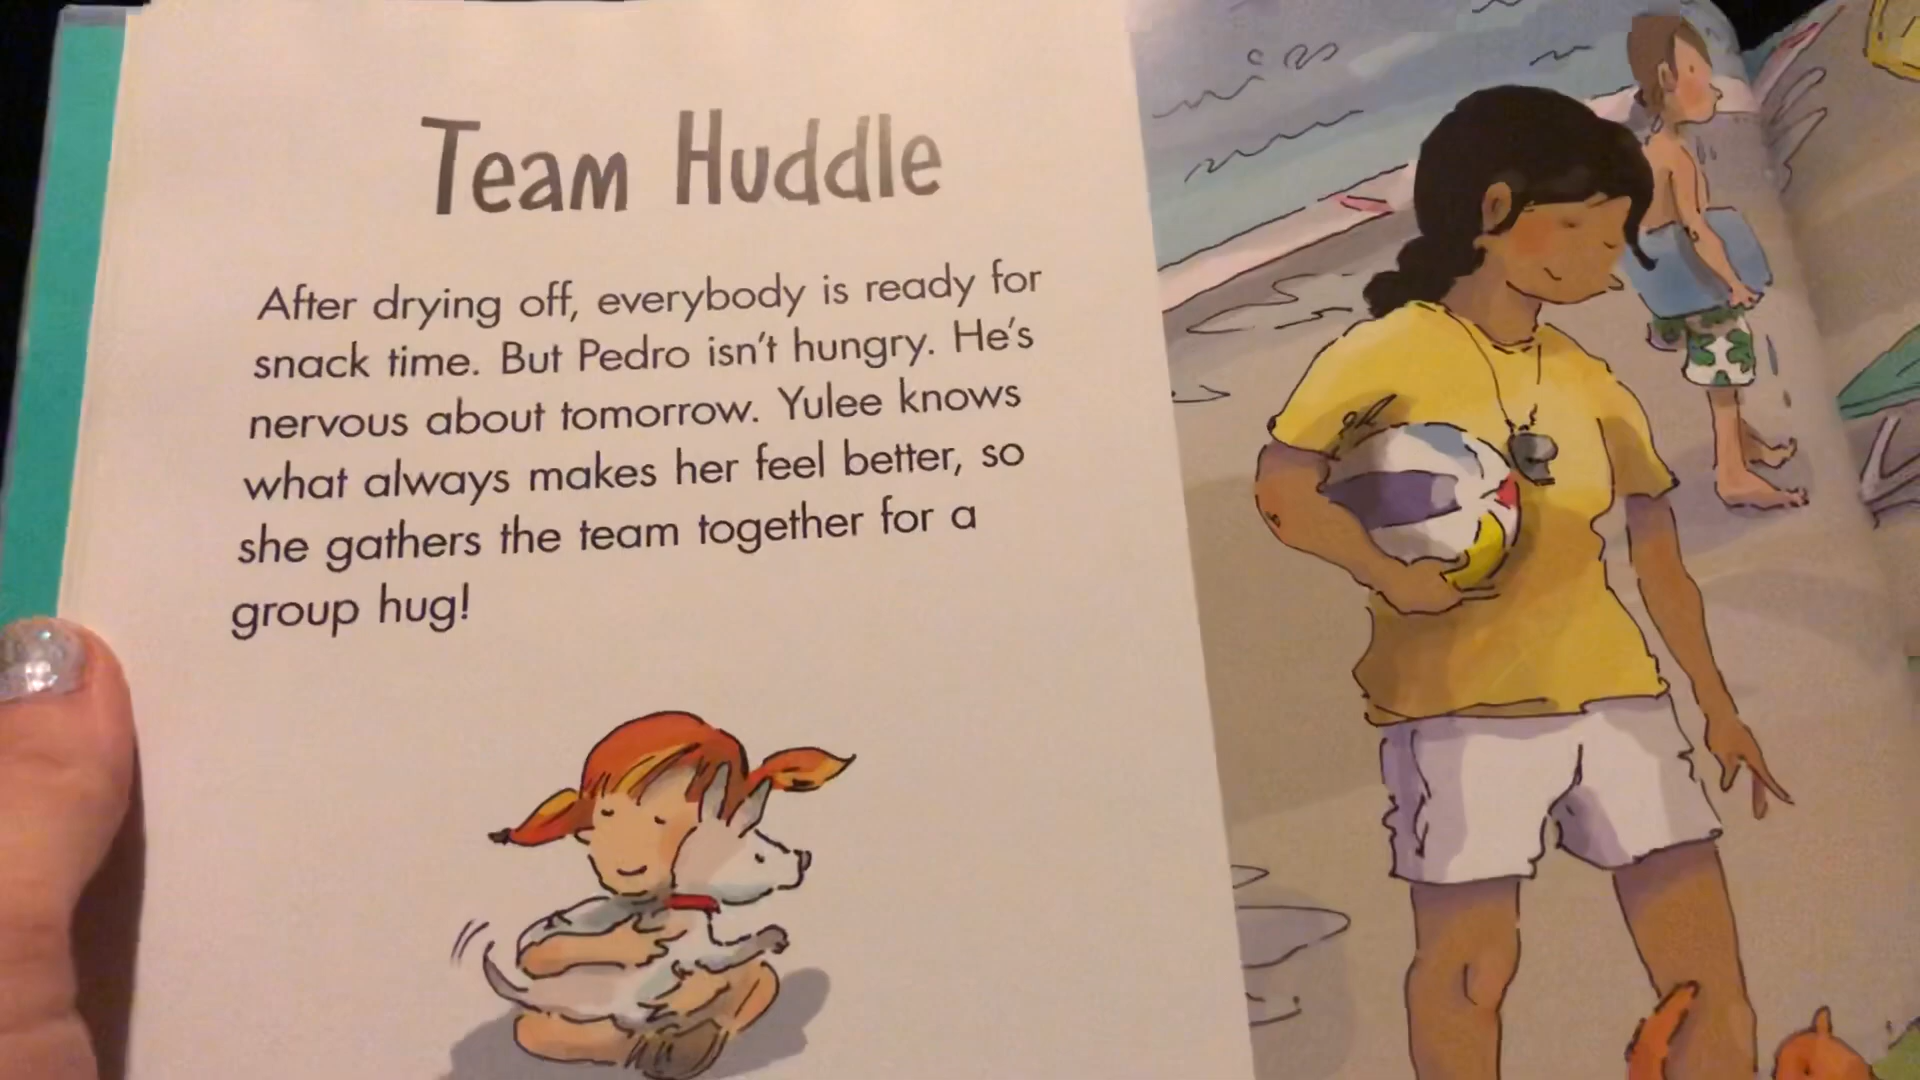 Team Huddle
After drying off, everybody is ready for
snack time. But Pedro isn't hungry. He's
nervous about tomorrow. Yulee knows
what always makes her feel better, so
she gathers the team together for a
group hug!